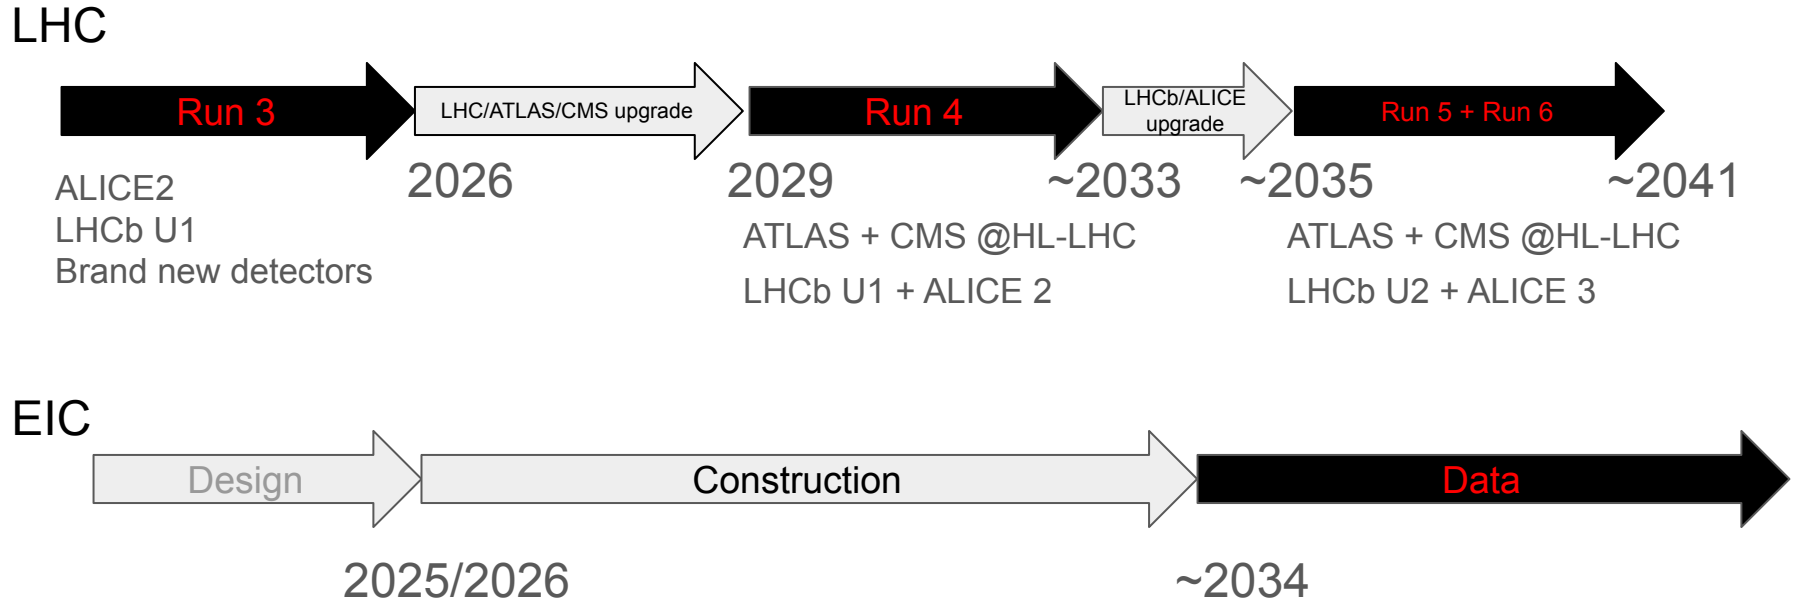 LHC
Run 3
LHC/ATLAS/CMS upgrade
Run 4
LHCb/ALICE
upgrade
Run 5 + Run 6
2026
2029
~2033
~2035
~2041
ALICE2
LHCb U1
Brand new detectors
ATLAS + CMS @HL-LHC
LHCb U1 + ALICE 2
ATLAS + CMS @HL-LHC
LHCb U2 + ALICE 3
EIC
Design
Construction
Data
2025/2026
~2034